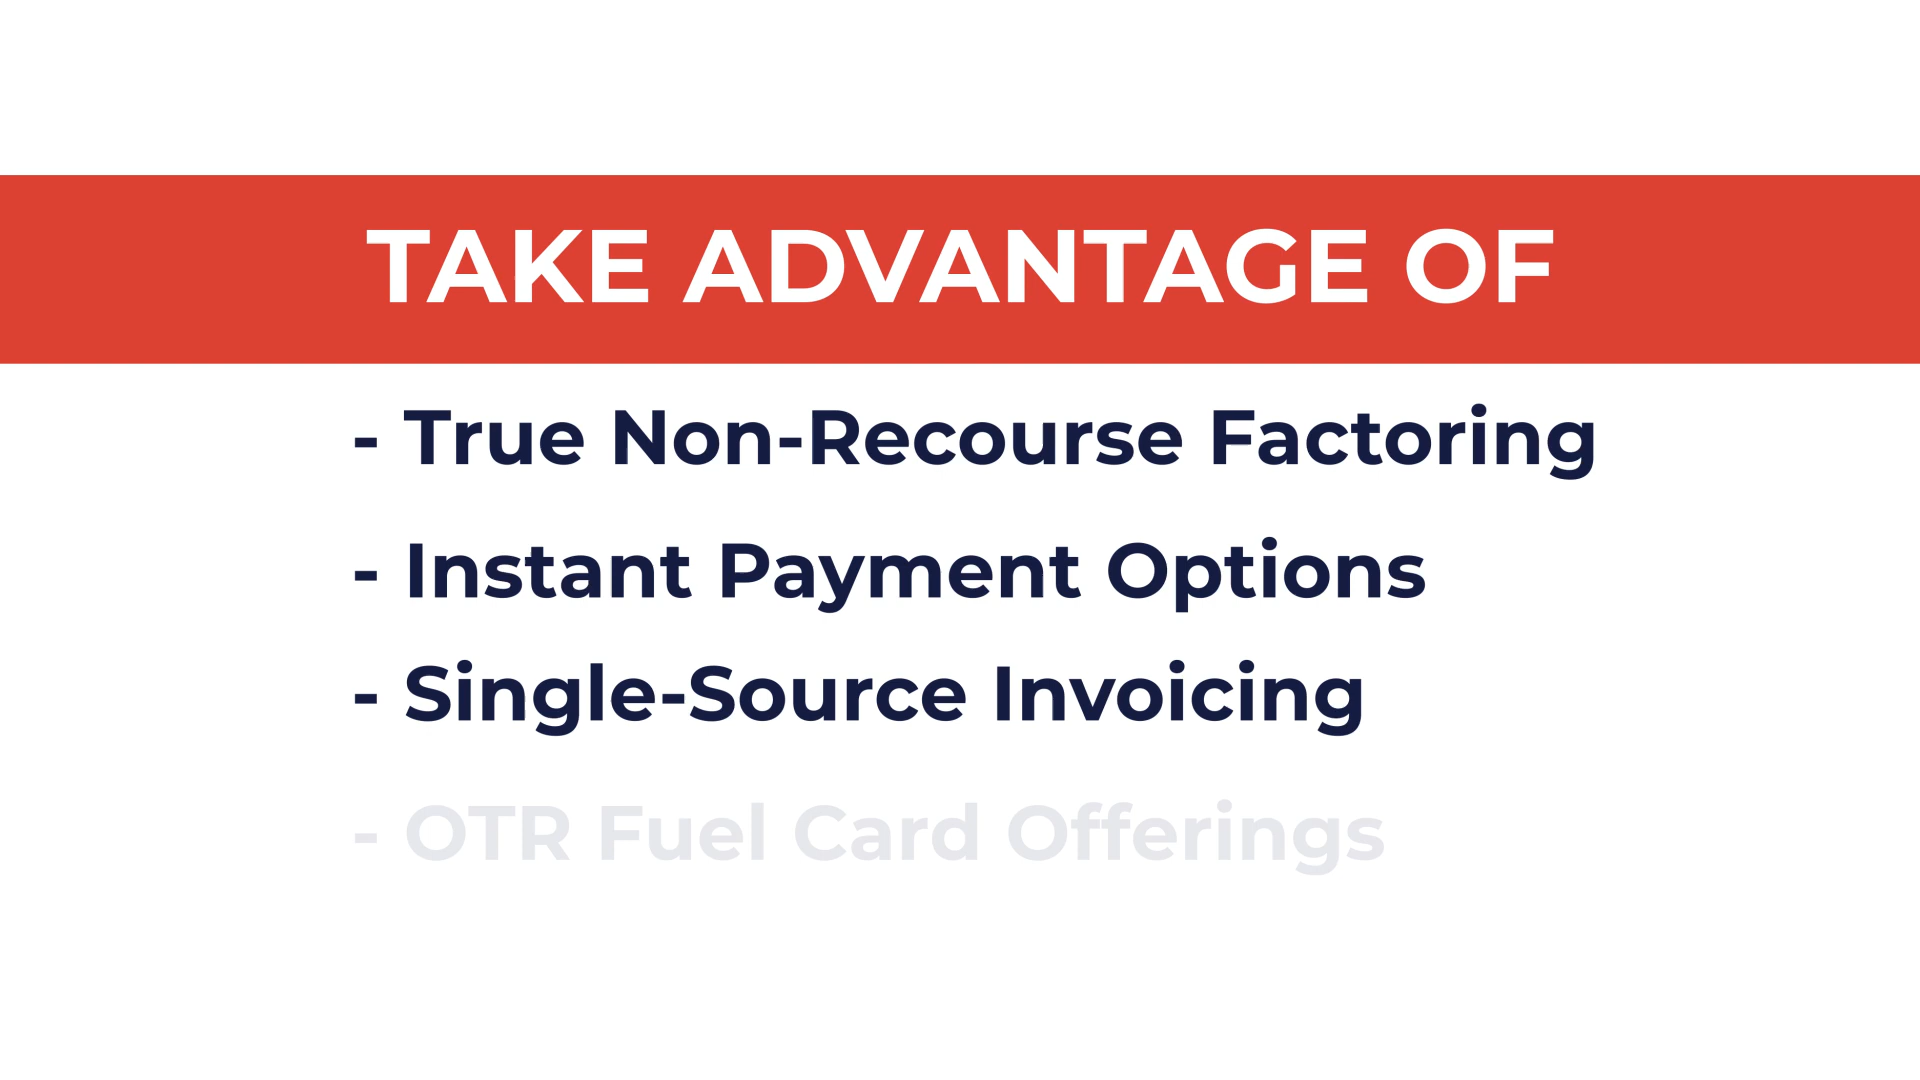 TAKE ADVANTAGE OF
- True Non-Recourse Factoring
- Instant Payment Options
- Single-Source Invoicing
- OTR Fuel Card Offerings